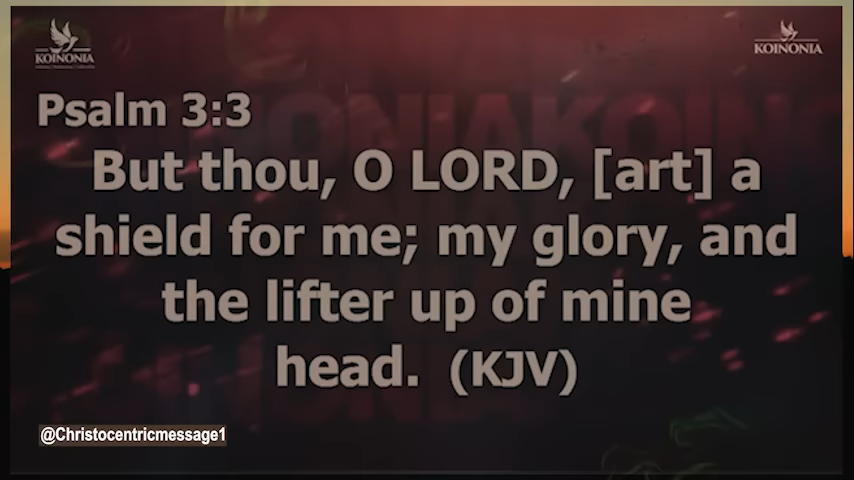 KOINONIA
KOINONIA
Psalm 3:3
But thou, O LORD, [art] a
shield for me; my glory, and
the lifter up of mine
head. (KJV)
@Christocentricmessage1